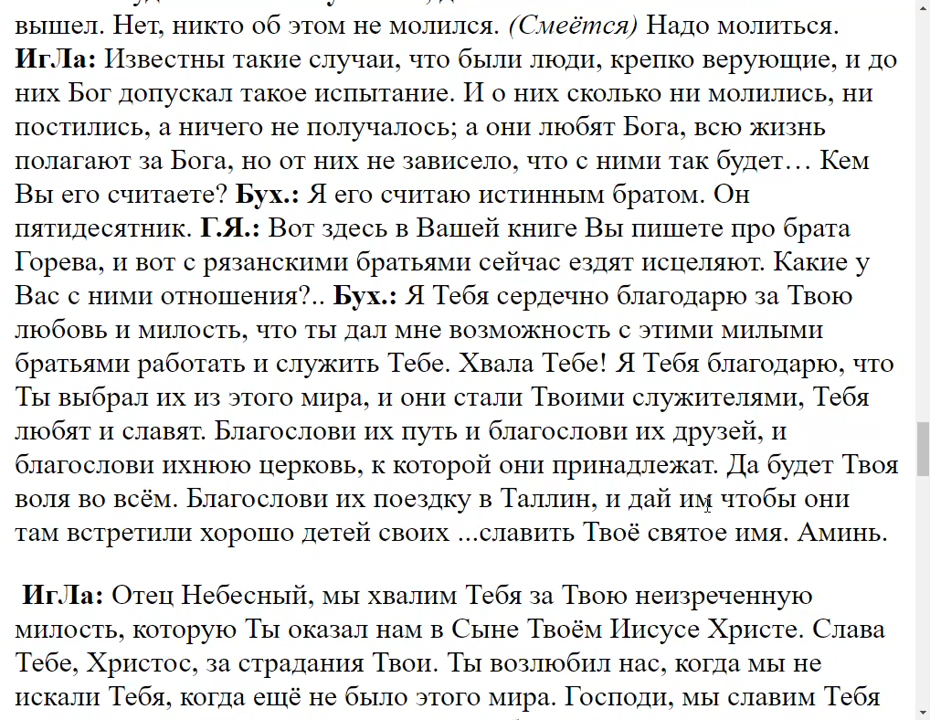 вышел. Нет, никто об этом не молился. (Смеётся) Надо молиться.
ИгЛа: Известны такие случаи, что были люди, крепко верующие, и до
них Бог допускал такое испытание. И о них сколько ни молились, ни
постились, а ничего не получалось; а они любят Бога, всю жизнь
полагают за Бога, но от них не зависело, что с ними так будет… Кем
Вы его считаете? Бух.: Я его считаю истинным братом. Он
пятидесятник. Г.Я.: Вот здесь в Вашей книге Вы пишете про брата
Горева, и вот с рязанскими братьями сейчас ездят исцеляют. Какие у
Вас с ними отношения?.. Бух.: Я Тебя сердечно благодарю за Твою
любовь и милость, что ты дал мне возможность с этими милыми
братьями работать и служить Тебе. Хвала Тебе! Я Тебя благодарю, что
Ты выбрал их из этого мира, и они стали Твоими служителями, Тебя
любят и славят. Благослови их путь и благослови их друзей, и
благослови ихнюю церковь, к которой они принадлежат. Да будет Твоя
воля во всём. Благослови их поездку в Таллин, и дай им чтобы они
там встретили хорошо детей своих ...славить Твоё святое имя. Аминь.
ИгЛа: Отец Небесный, мы хвалим Тебя за Твою неизреченную
милость, которую Ты оказал нам в Сыне Твоём Иисусе Христе. Слава
Тебе, Христос, за страдания Твои. Ты возлюбил нас, когда мы не
искали Тебя, когда ещё не было этого мира. Господи, мы славим Тебя